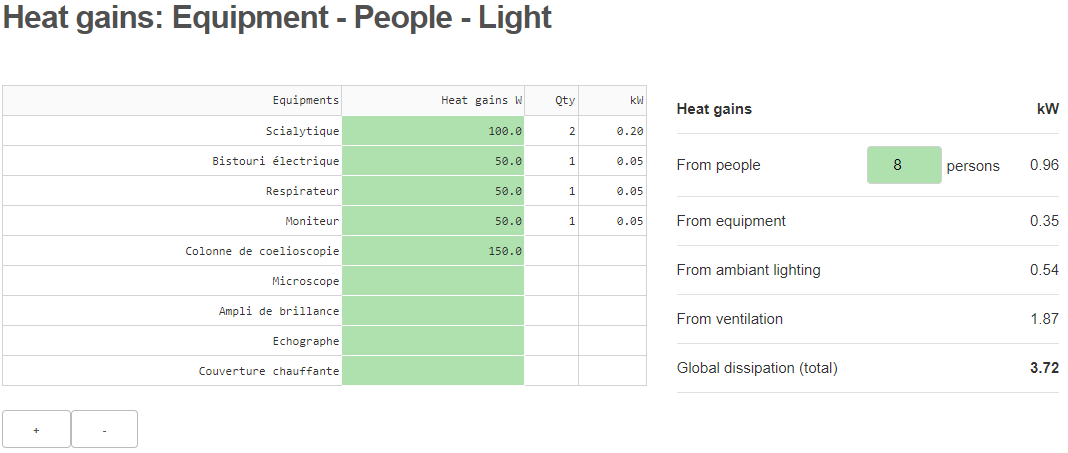 Heat gains: Equipment - People - Light
Equipments Heat gains W Qty kW
Scialytique 100.0 2 0.20
Bistouri électrique 50.0 1 0.05
Respirateur 50.0 1 0.05
Moniteur 50.0 1 0.05
Colonne de coelioscopie 150.0
Microscope
Ampli de brillance
Echographe
Couverture chauffante
+ -
Heat gains kW
From people 8 persons 0.96
From equipment 0.35
From ambiant lighting 0.54
From ventilation 1.87
Global dissipation (total) 3.72